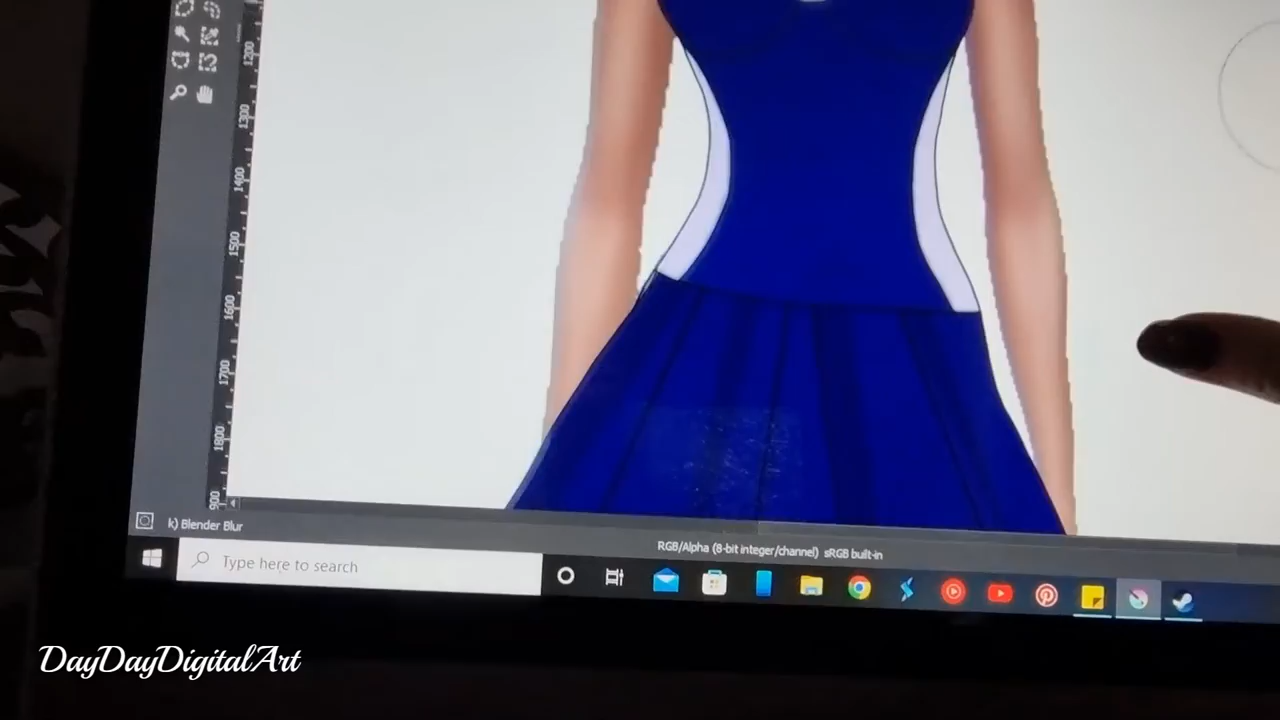 1200
1300
1400
1500
1600
1700
1800
900
k) Blender Blur
RGB/Alpha (8-bit integer/channel) sRGB built-in
Type here to search
DayDayDigitalArt